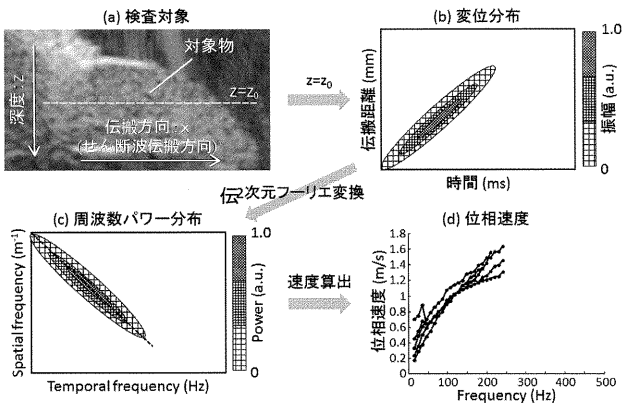 (a) 検査対象
対象物
z=z₀
深度 : z
伝搬方向 : x
(せん断波伝搬方向)
z=z₀
(b) 変位分布
伝搬距離 (mm)
時間 (ms)
1.0
振幅 (a.u.)
0
伝2次元フーリエ変換
(c) 周波数パワー分布
Spatial frequency (m⁻¹)
Temporal frequency (Hz)
1.0
Power (a.u.)
0
速度算出
(d) 位相速度
位相速度 (m/s)
1.8
1.6
1.4
1.2
1
0.8
0.6
0.4
0.2
0
0 100 200 300 400 500
Frequency (Hz)